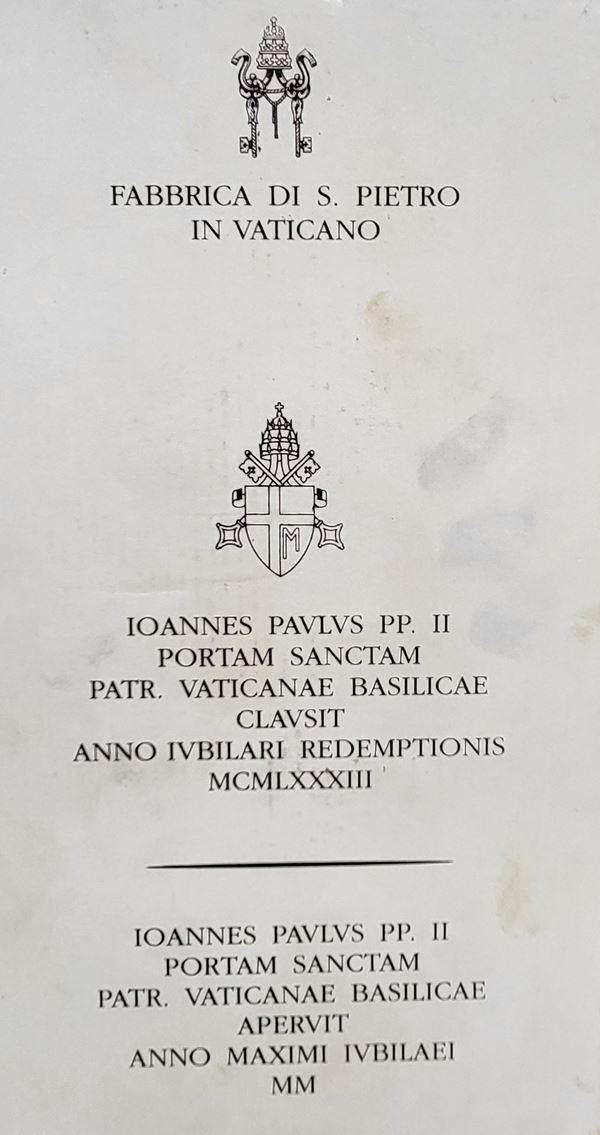 FABBRICA DI S. PIETRO
IN VATICANO
M
IOANNES PAVLVS PP. II
PORTAM SANCTAM
PATR. VATICANAE BASILICAE
CLAVSIT
ANNO IVBILARI REDEMPTIONIS
MCMLXXXIII
IOANNES PAVLVS PP. II
PORTAM SANCTAM
PATR. VATICANAE BASILICAE
APERVIT
ANNO MAXIMI IVBILAEI
MM